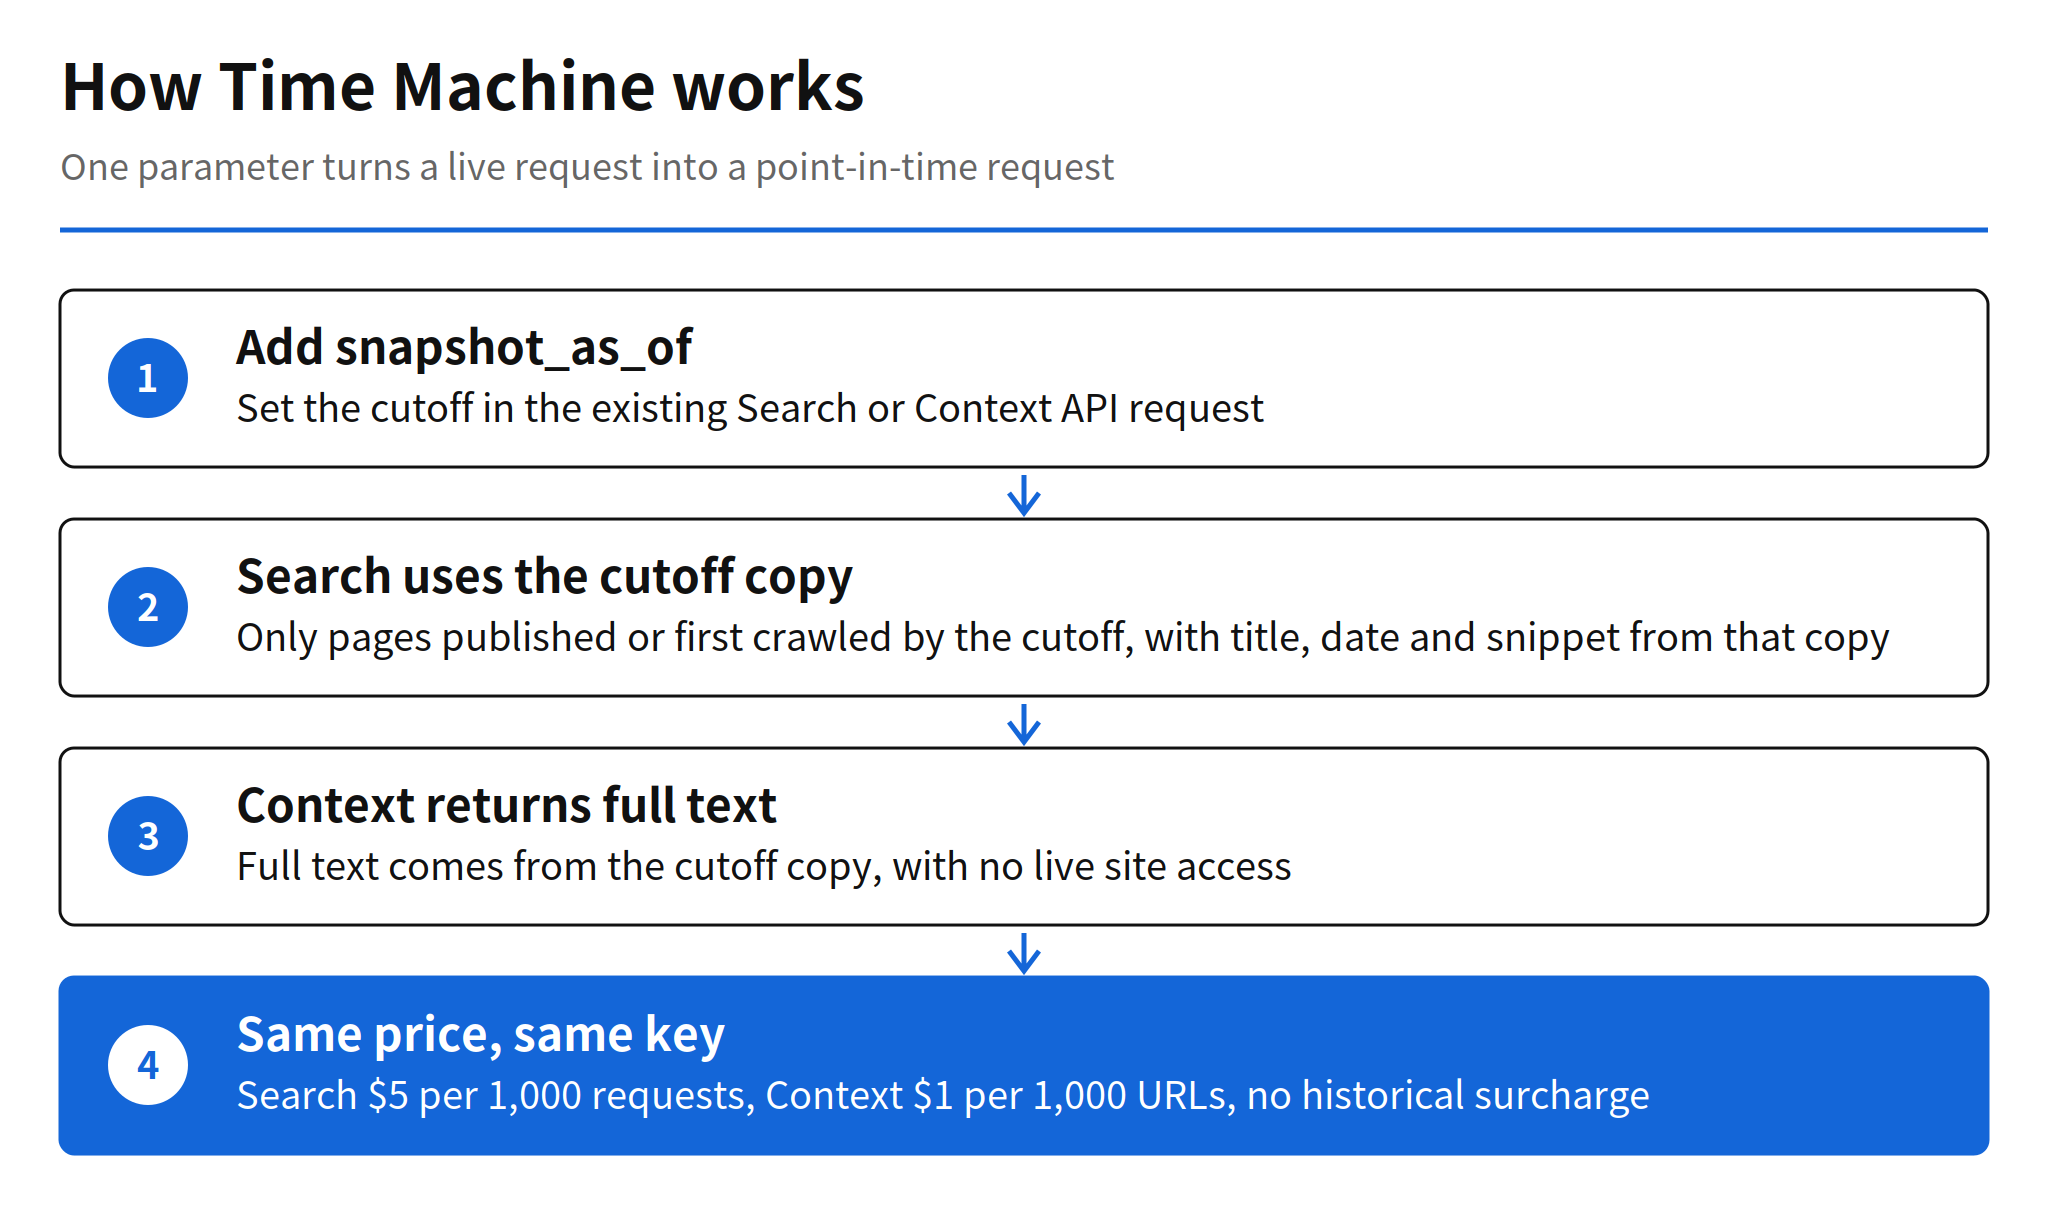 How Time Machine works
One parameter turns a live request into a point-in-time request
1
Add snapshot_as_of
Set the cutoff in the existing Search or Context API request
2
Search uses the cutoff copy
Only pages published or first crawled by the cutoff, with title, date and snippet from that copy
3
Context returns full text
Full text comes from the cutoff copy, with no live site access
4
Same price, same key
Search $5 per 1,000 requests, Context $1 per 1,000 URLs, no historical surcharge